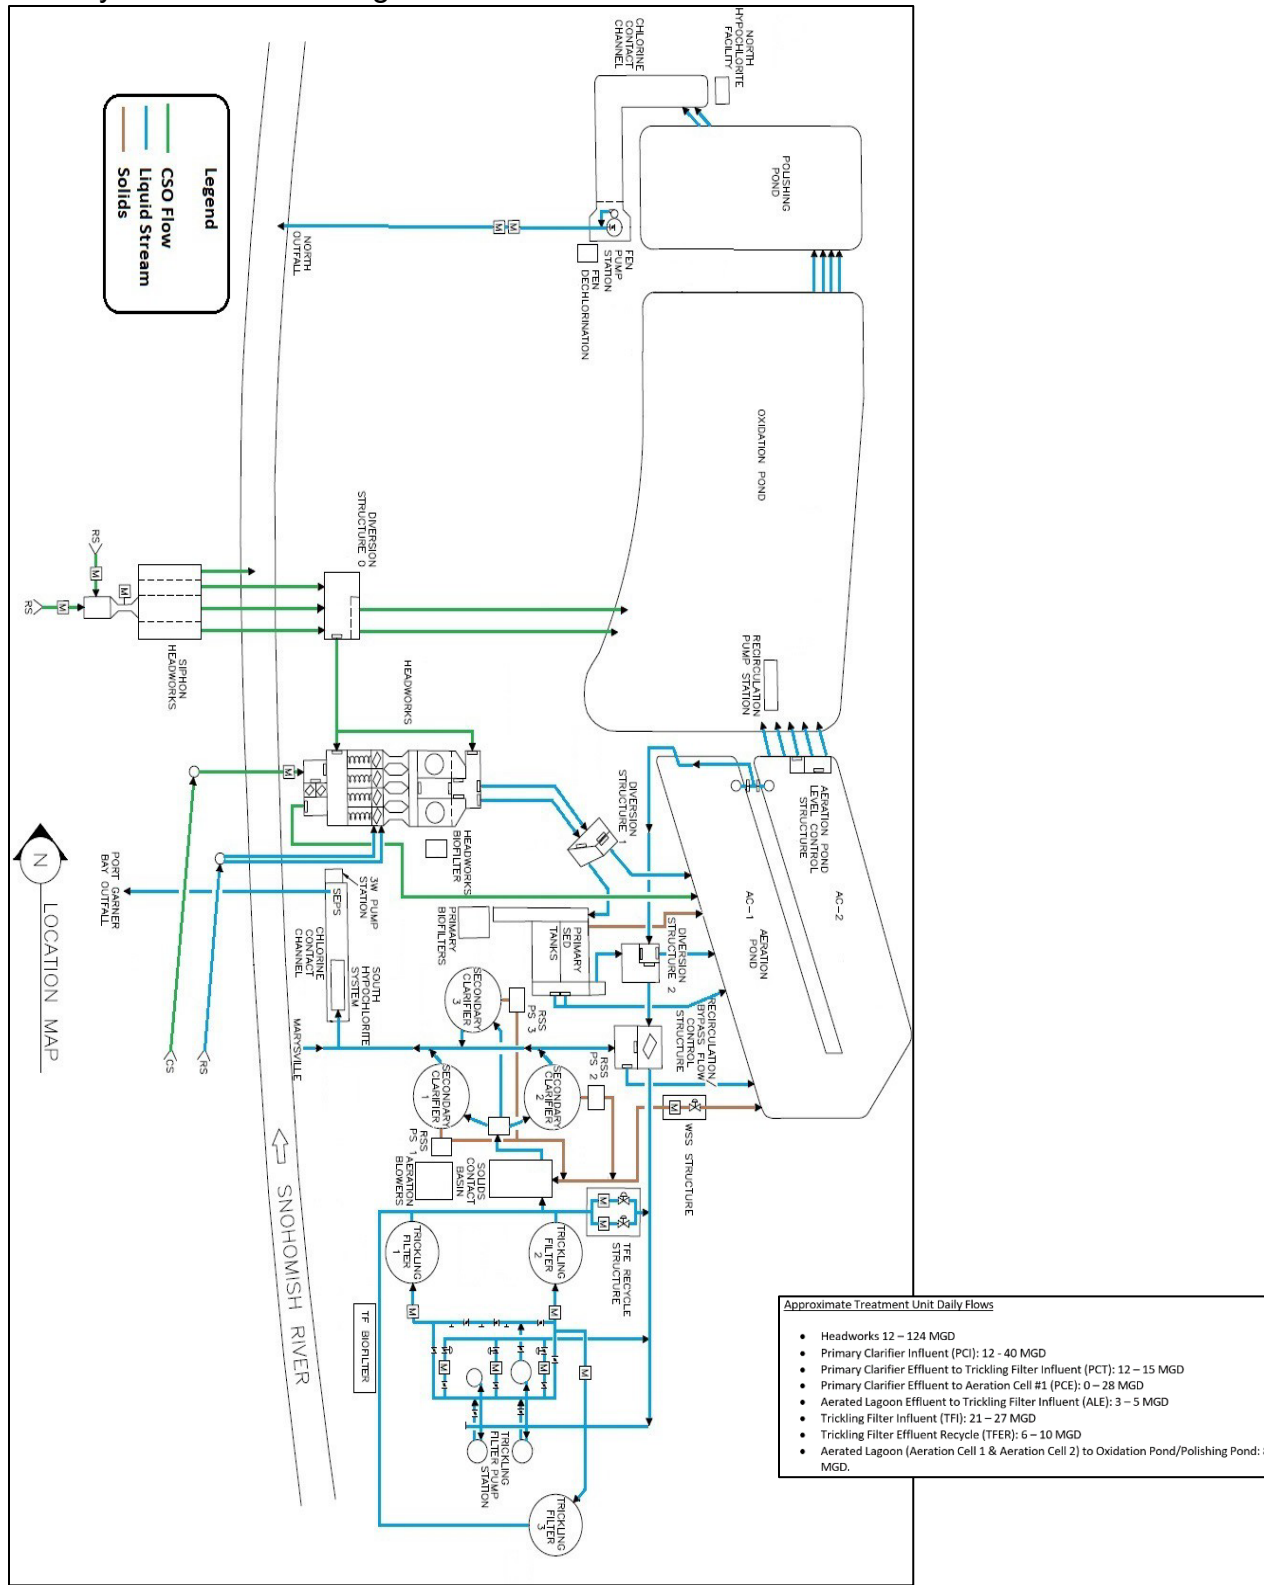 NORTH
HYPOCHLORITE
FACILITY
CHLORINE
CONTACT
CHANNEL
POLISHING
POND
Legend
CSO Flow
Liquid Stream
Solids
NORTH
OUTFALL
M
M
M
FEN
PUMP
STATION
FEN
DECHLORINATION
OXIDATION POND
DIVERSION
STRUCTURE 0
RS
M
M
RS
M
SIPHON
HEADWORKS
HEADWORKS
RECIRCULATION
PUMP STATION
AERATION POND
LEVEL CONTROL
STRUCTURE
AC-2
AC-1
AERATION
POND
DIVERSION
STRUCTURE 1
M
HEADWORKS
BIOFILTER
3W PUMP
STATION
SEPS
PORT GARNER
BAY OUTFALL
CHLORINE
CONTACT
CHANNEL
SOUTH
HYPOCHLORITE
SYSTEM
PRIMARY
BIOFILTERS
PRIMARY
SED
TANKS
DIVERSION
STRUCTURE 2
N
LOCATION MAP
CS
RS
MARYSVILLE
SECONDARY
CLARIFIER
3
RSS
PS 3
RECIRCULATION/
BYPASS FLOW
CONTROL
STRUCTURE
SECONDARY
CLARIFIER
1
SECONDARY
CLARIFIER
2
RSS
PS 2
RSS
PS 1
M
WSS STRUCTURE
AERATION
BLOWERS
SOLIDS
CONTACT
BASIN
SNOHOMISH RIVER
TRICKLING
FILTER
1
TRICKLING
FILTER
2
M
M
TFE RECYCLE
STRUCTURE
TF BIOFILTER
M
M
M
M
M
M
TRICKLING
FILTER PUMP
STATION
TRICKLING
FILTER
3
Approximate Treatment Unit Daily Flows
• Headworks 12 – 124 MGD
• Primary Clarifier Influent (PCI): 12 - 40 MGD
• Primary Clarifier Effluent to Trickling Filter Influent (PCT): 12 – 15 MGD
• Primary Clarifier Effluent to Aeration Cell #1 (PCE): 0 – 28 MGD
• Aerated Lagoon Effluent to Trickling Filter Influent (ALE): 3 – 5 MGD
• Trickling Filter Influent (TFI): 21 – 27 MGD
• Trickling Filter Effluent Recycle (TFER): 6 – 10 MGD
• Aerated Lagoon (Aeration Cell 1 & Aeration Cell 2) to Oxidation Pond/Polishing Pond:
MGD.